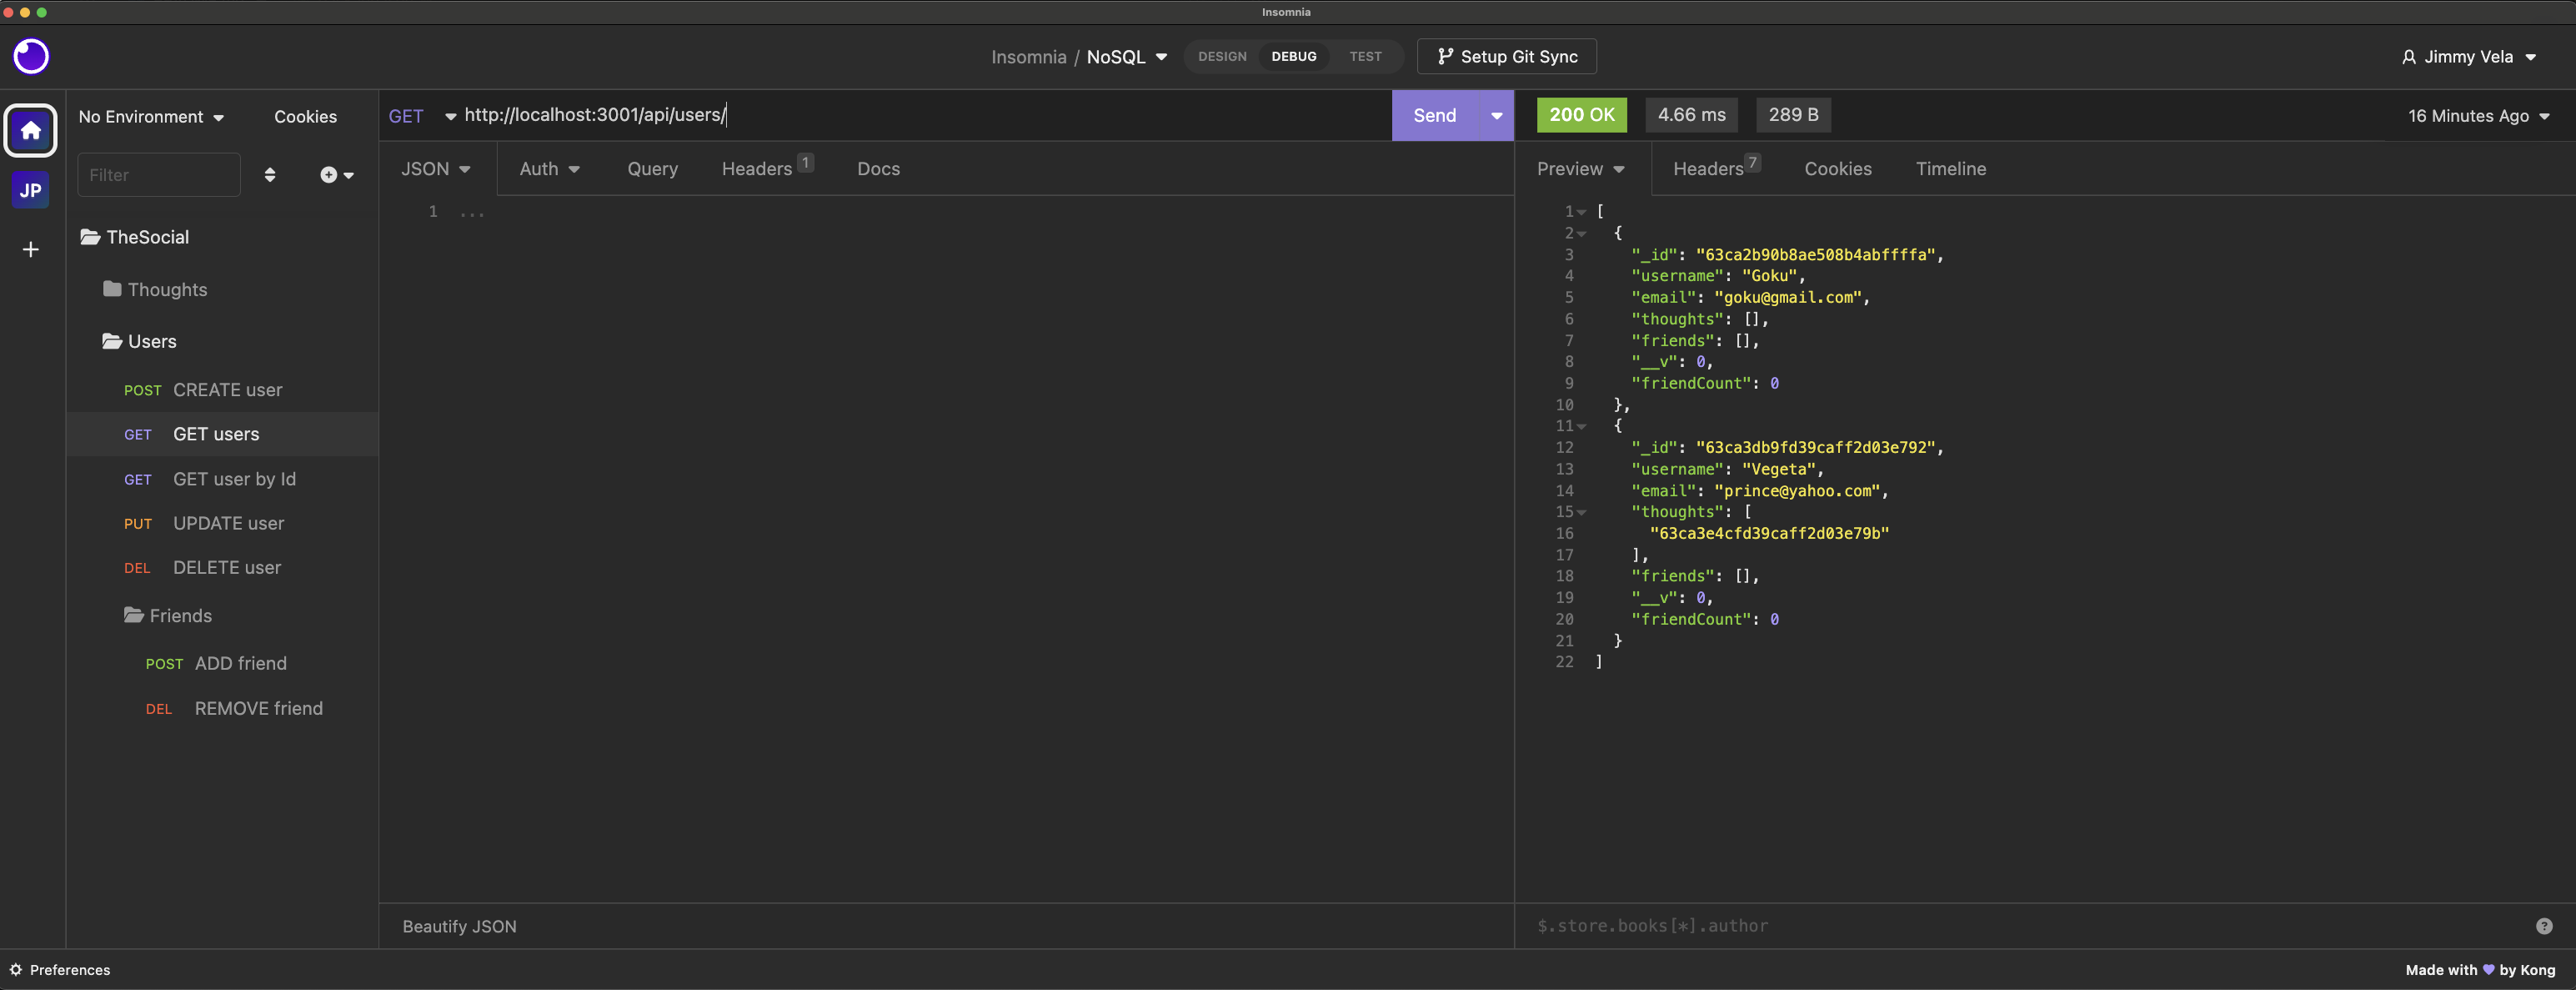 Insomnia
Insomnia / NoSQL
DESIGN DEBUG TEST
Setup Git Sync
Jimmy Vela
JP
No Environment
Cookies
Filter
TheSocial
Thoughts
Users
POST CREATE user
GET GET users
GET GET user by Id
PUT UPDATE user
DEL DELETE user
Friends
POST ADD friend
DEL REMOVE friend
GET http://localhost:3001/api/users/
Send
JSON Auth Query Headers 1 Docs
1 ...
Beautify JSON
200 OK 4.66 ms 289 B
16 Minutes Ago
Preview Headers 7 Cookies Timeline
1 [
2 {
3 "_id": "63ca2b90b8ae508b4abffffa",
4 "username": "Goku",
5 "email": "goku@gmail.com",
6 "thoughts": [],
7 "friends": [],
8 "__v": 0,
9 "friendCount": 0
10 },
11 {
12 "_id": "63ca3db9fd39caff2d03e792",
13 "username": "Vegeta",
14 "email": "prince@yahoo.com",
15 "thoughts": [
16 "63ca3e4cfd39caff2d03e79b"
17 ],
18 "friends": [],
19 "__v": 0,
20 "friendCount": 0
21 }
22 ]
$.store.books[*].author
?
Preferences
Made with 💜 by Kong